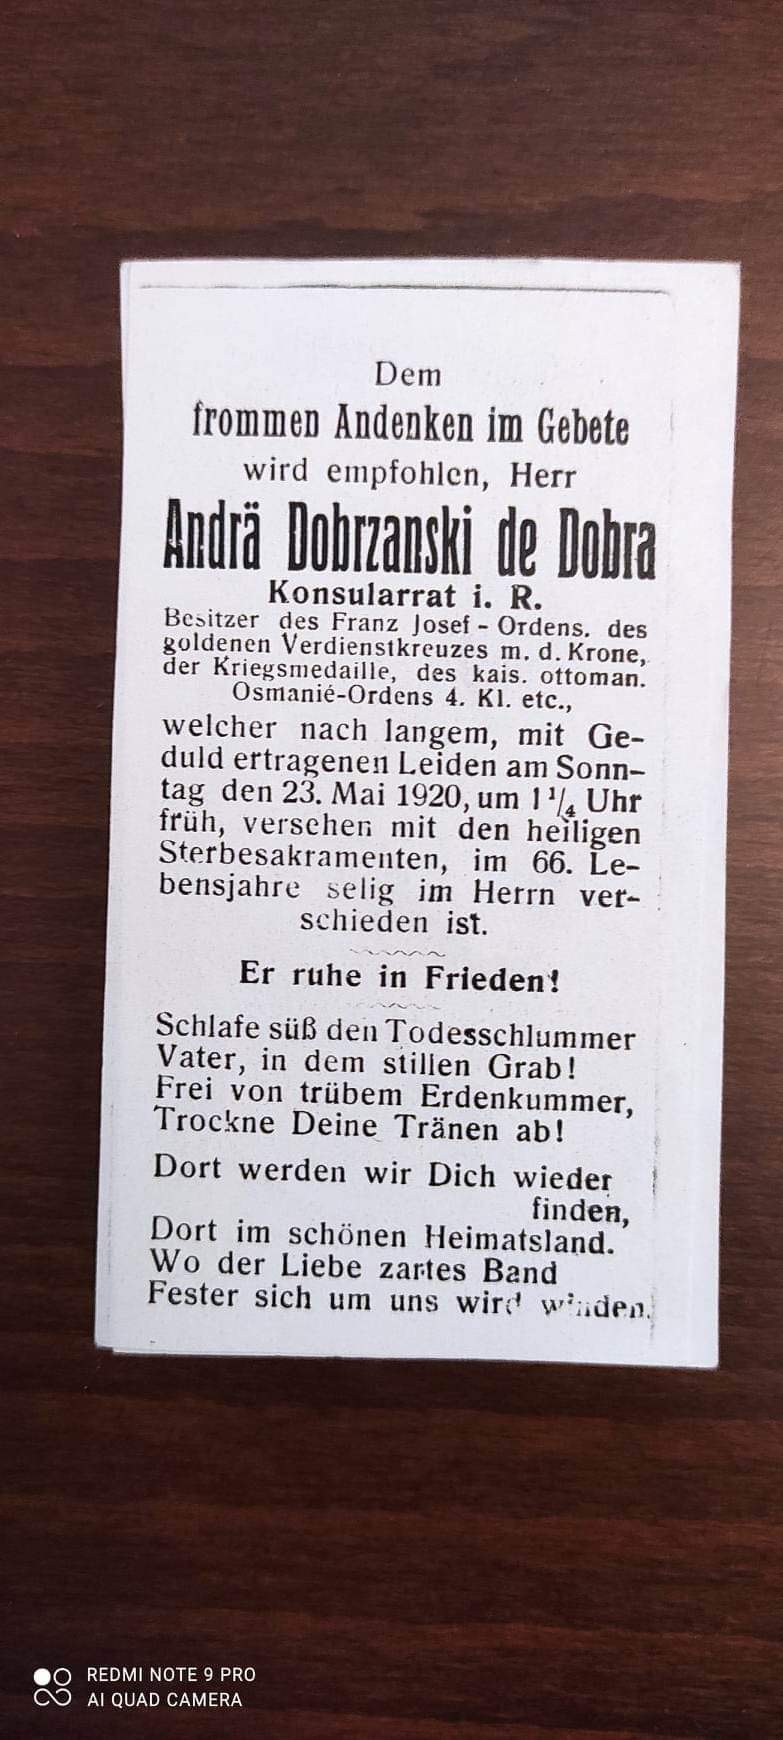 Dem
frommen Andenken im Gebete
wird empfohlen, Herr
Andrä Dobrzanski de Dobra
Konsularrat i. R.
Besitzer des Franz Josef - Ordens, des
goldenen Verdienstkreuzes m. d. Krone,
der Kriegsmedaille, des kais. ottoman.
Osmanié-Ordens 4. Kl. etc.,
welcher nach langem, mit Ge-
duld ertragenen Leiden am Sonn-
tag den 23. Mai 1920, um 1 1/4 Uhr
früh, versehen mit den heiligen
Sterbesakramenten, im 66. Le-
bensjahre selig im Herrn ver-
schieden ist.
Er ruhe in Frieden!
Schlafe süß den Todesschlummer
Vater, in dem stillen Grab!
Frei von trübem Erdenkummer,
Trockne Deine Tränen ab!
Dort werden wir Dich wieder
finden,
Dort im schönen Heimatsland.
Wo der Liebe zartes Band
Fester sich um uns wird winden.
REDMI NOTE 9 PRO
AI QUAD CAMERA